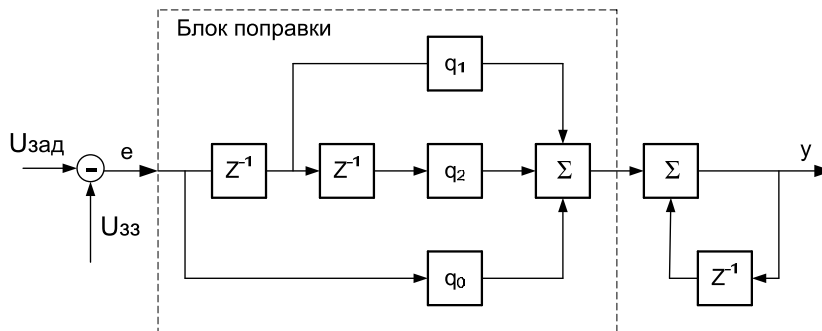 Блок поправки
q₁
Uзад
e
y
-
Z⁻¹
Z⁻¹
q₂
Σ
Σ
Uзз
q₀
Z⁻¹